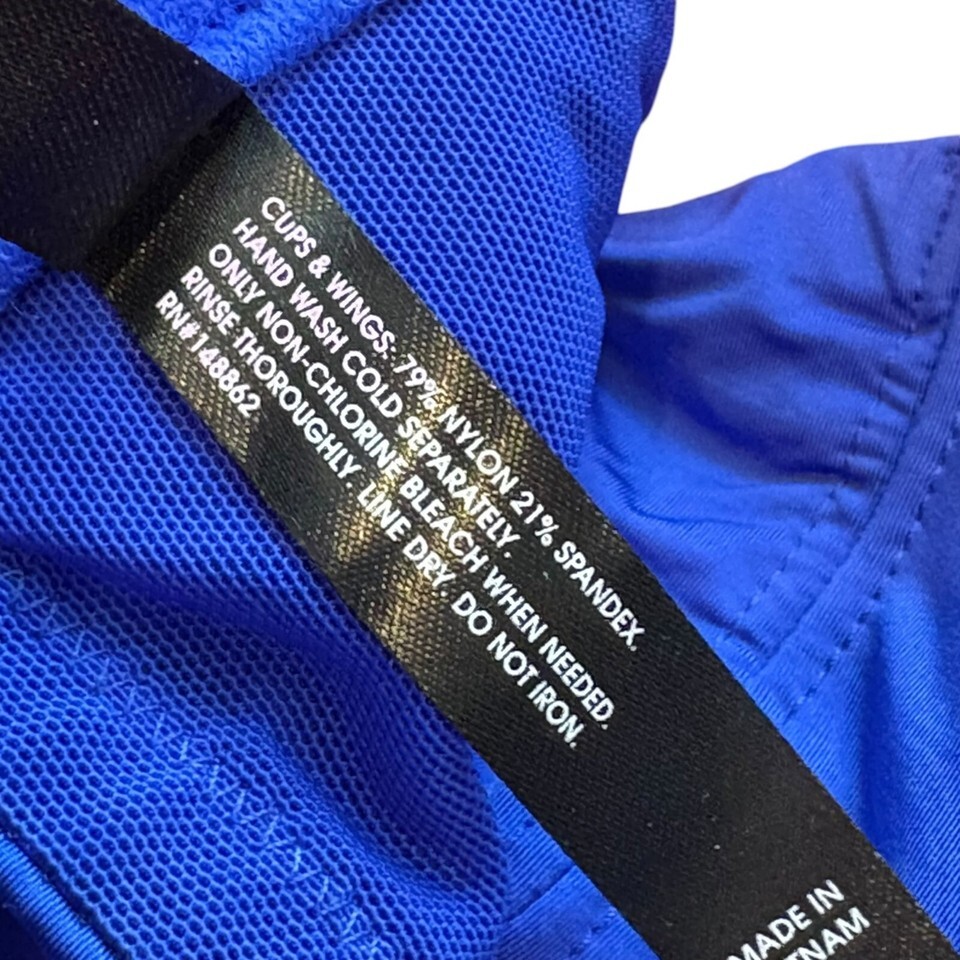 CUPS & WINGS: 79% NYLON 21% SPANDEX.
HAND WASH COLD SEPARATELY.
ONLY NON-CHLORINE BLEACH WHEN NEEDED.
RINSE THOROUGHLY. LINE DRY. DO NOT IRON.
RN#148862
MADE IN
TNAM